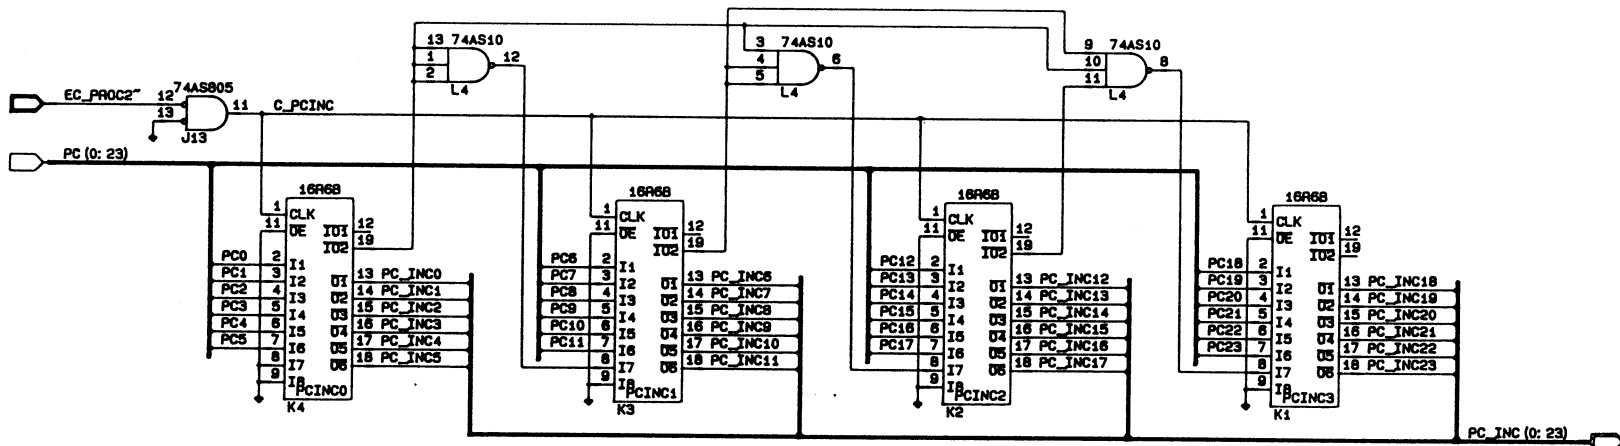 13 74AS10
1
2
12
L4
3 74AS10
4
5
6
L4
9 74AS10
10
11
8
L4
EC_PROC2~ 12 74AS805
13
11 C_PCINC
J13
PC (0: 23)
16R6B
1 CLK
11 OE
IO1 12
IO2 19
PC0 2 I1
PC1 3 I2
PC2 4 I3
PC3 5 I4
PC4 6 I5
PC5 7 I6
8 I7
9 I8
O1 13 PC_INC0
O2 14 PC_INC1
O3 15 PC_INC2
O4 16 PC_INC3
O5 17 PC_INC4
O6 18 PC_INC5
PCINC0
K4
16R6B
1 CLK
11 OE
IO1 12
IO2 19
PC6 2 I1
PC7 3 I2
PC8 4 I3
PC9 5 I4
PC10 6 I5
PC11 7 I6
8 I7
9 I8
O1 13 PC_INC6
O2 14 PC_INC7
O3 15 PC_INC8
O4 16 PC_INC9
O5 17 PC_INC10
O6 18 PC_INC11
PCINC1
K3
16R6B
1 CLK
11 OE
IO1 12
IO2 19
PC12 2 I1
PC13 3 I2
PC14 4 I3
PC15 5 I4
PC16 6 I5
PC17 7 I6
8 I7
9 I8
O1 13 PC_INC12
O2 14 PC_INC13
O3 15 PC_INC14
O4 16 PC_INC15
O5 17 PC_INC16
O6 18 PC_INC17
PCINC2
K2
16R6B
1 CLK
11 OE
IO1 12
IO2 19
PC18 2 I1
PC19 3 I2
PC20 4 I3
PC21 5 I4
PC22 6 I5
PC23 7 I6
8 I7
9 I8
O1 13 PC_INC18
O2 14 PC_INC19
O3 15 PC_INC20
O4 16 PC_INC21
O5 17 PC_INC22
O6 18 PC_INC23
PCINC3
K1
PC_INC (0: 23)